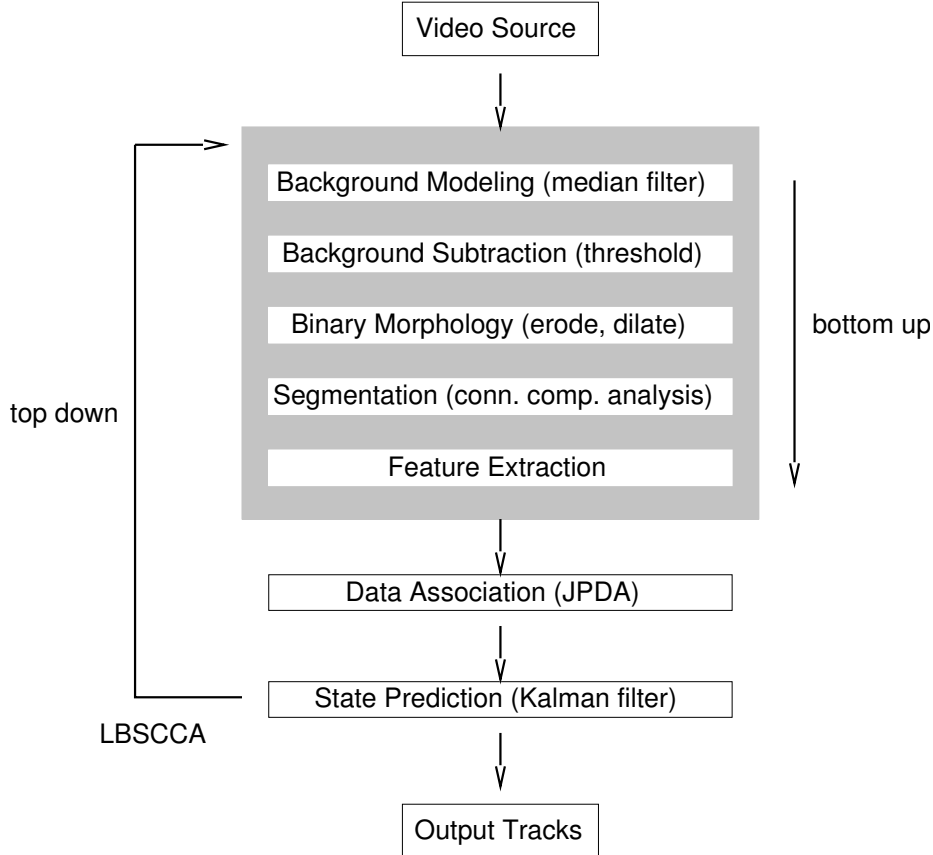 Video Source
Background Modeling (median filter)
Background Subtraction (threshold)
Binary Morphology (erode, dilate)
bottom up
Segmentation (conn. comp. analysis)
top down
Feature Extraction
Data Association (JPDA)
State Prediction (Kalman filter)
LBSCCA
Output Tracks